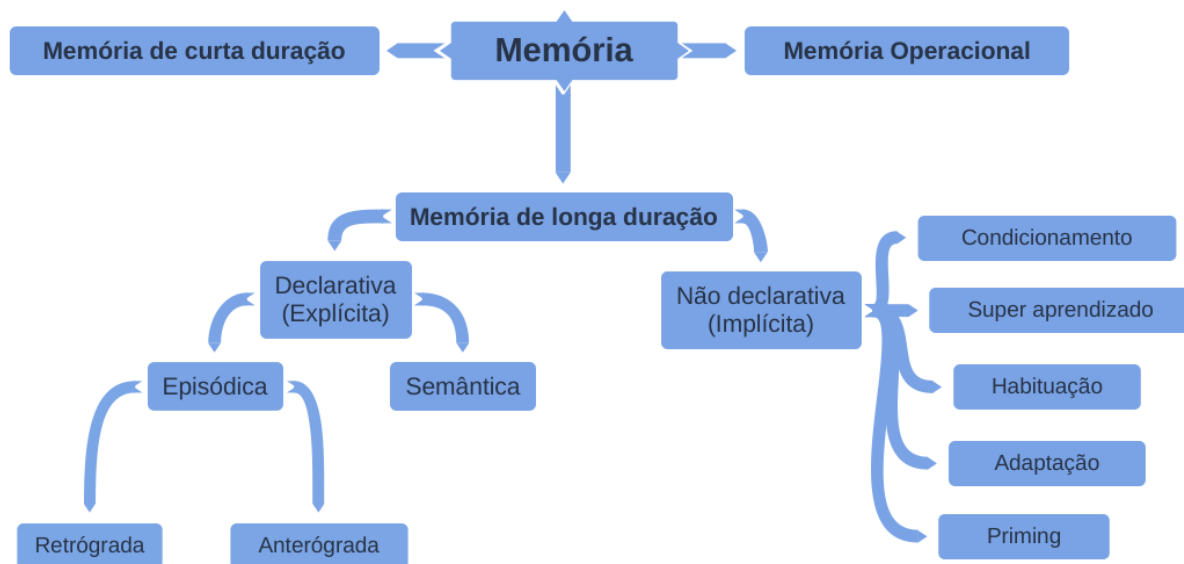 Memória de curta duração
Memória
Memória Operacional
Memória de longa duração
Declarativa
(Explícita)
Não declarativa
(Implícita)
Condicionamento
Super aprendizado
Habituação
Adaptação
Priming
Episódica
Semântica
Retrógrada
Anterógrada